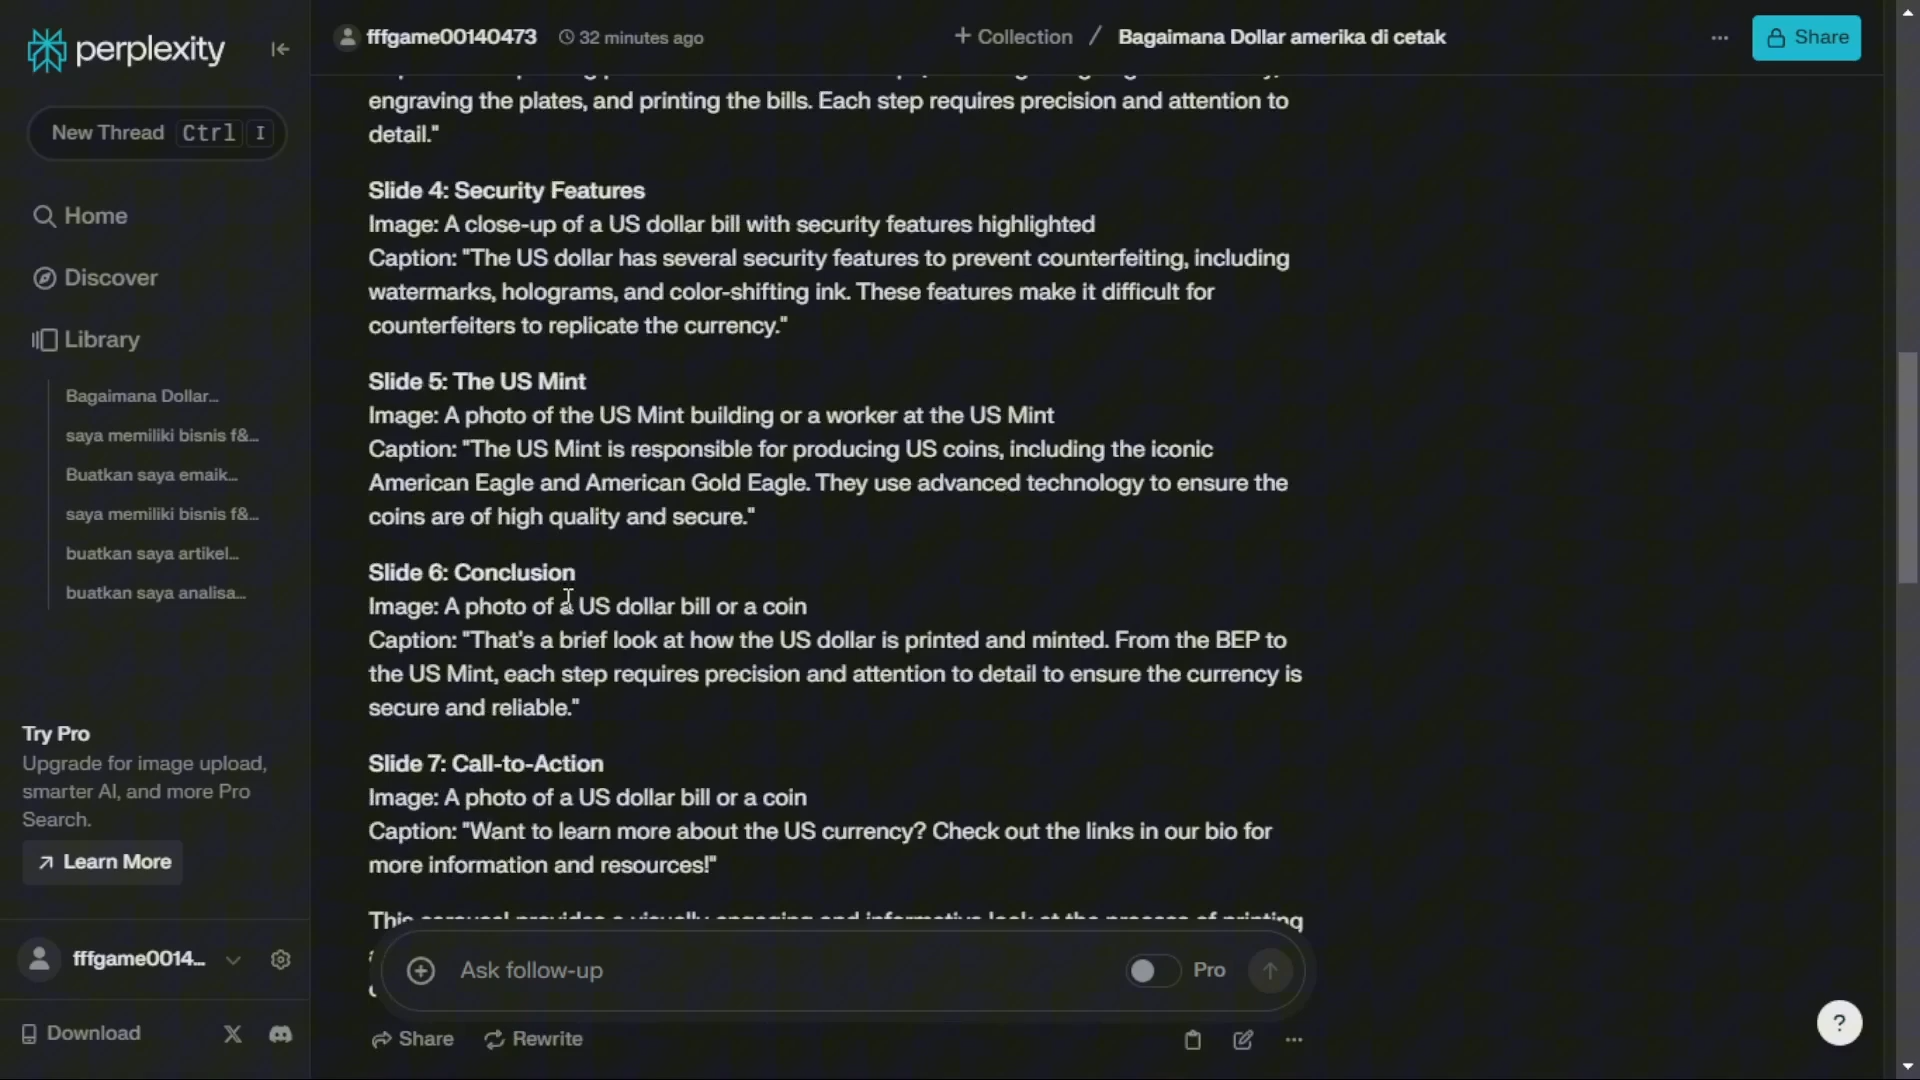 perplexity
New Thread Ctrl I
Home
Discover
Library
Bagaimana Dollar...
saya memiliki bisnis f&...
Buatkan saya emaik...
saya memiliki bisnis f&...
buatkan saya artikel...
buatkan saya analisa...
Try Pro
Upgrade for image upload,
smarter AI, and more Pro
Search.
Learn More
fffgame0014...
Download
fffgame00140473 32 minutes ago
Collection / Bagaimana Dollar amerika di cetak
Share
engraving the plates, and printing the bills. Each step requires precision and attention to
detail."
Slide 4: Security Features
Image: A close-up of a US dollar bill with security features highlighted
Caption: "The US dollar has several security features to prevent counterfeiting, including
watermarks, holograms, and color-shifting ink. These features make it difficult for
counterfeiters to replicate the currency."
Slide 5: The US Mint
Image: A photo of the US Mint building or a worker at the US Mint
Caption: "The US Mint is responsible for producing US coins, including the iconic
American Eagle and American Gold Eagle. They use advanced technology to ensure the
coins are of high quality and secure."
Slide 6: Conclusion
Image: A photo of a US dollar bill or a coin
Caption: "That's a brief look at how the US dollar is printed and minted. From the BEP to
the US Mint, each step requires precision and attention to detail to ensure the currency is
secure and reliable."
Slide 7: Call-to-Action
Image: A photo of a US dollar bill or a coin
Caption: "Want to learn more about the US currency? Check out the links in our bio for
more information and resources!"
This carousel provides a visually engaging and informative look at the process of printing
Ask follow-up Pro
Share Rewrite
?